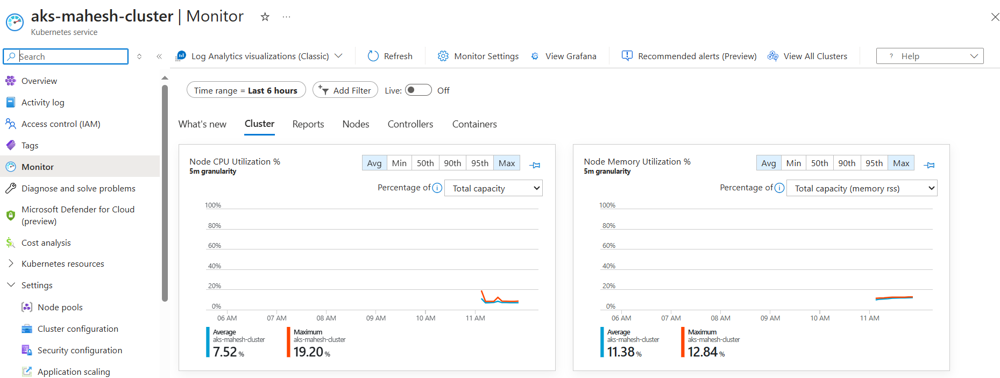 aks-mahesh-cluster | Monitor
Kubernetes service
Search
Log Analytics visualizations (Classic)
Refresh
Monitor Settings
View Grafana
Recommended alerts (Preview)
View All Clusters
? Help
Overview
Activity log
Access control (IAM)
Tags
Monitor
Diagnose and solve problems
Microsoft Defender for Cloud
(preview)
Cost analysis
Kubernetes resources
Settings
Node pools
Cluster configuration
Security configuration
Application scaling
Time range = Last 6 hours
Add Filter
Live:
Off
What's new
Cluster
Reports
Nodes
Controllers
Containers
Node CPU Utilization %
5m granularity
Avg
Min
50th
90th
95th
Max
Percentage of
Total capacity
100%
80%
60%
40%
20%
0%
06 AM
07 AM
08 AM
09 AM
10 AM
11 AM
Average
aks-mahesh-cluster
7.52 %
Maximum
aks-mahesh-cluster
19.20 %
Node Memory Utilization %
5m granularity
Avg
Min
50th
90th
95th
Max
Percentage of
Total capacity (memory rss)
100%
80%
60%
40%
20%
0%
06 AM
07 AM
08 AM
09 AM
10 AM
11 AM
Average
aks-mahesh-cluster
11.38 %
Maximum
aks-mahesh-cluster
12.84 %